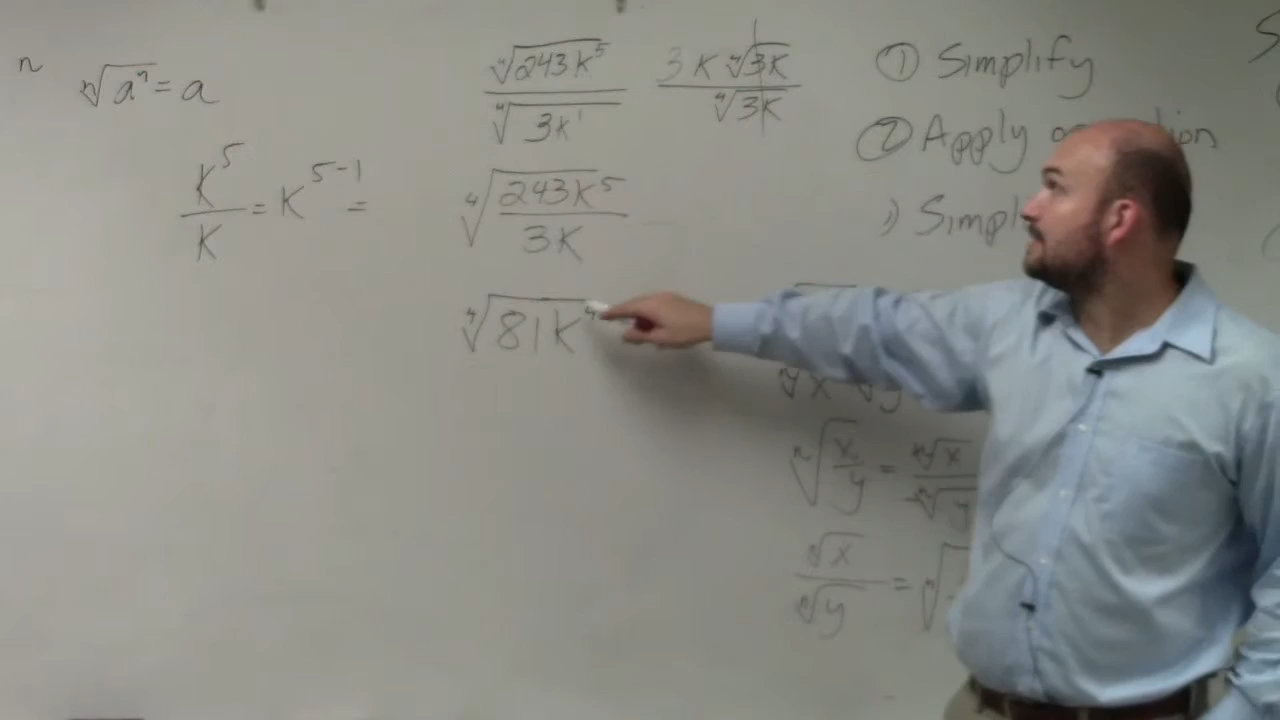 n
ⁿ√aⁿ = a
K⁵/K = K⁵⁻¹ =
⁴√243K⁵ / ⁴√3K¹
3K ⁴√3K / ⁴√3K
⁴√(243K⁵/3K)
⁴√81K⁴
① Simplify
② Apply
) Simpl
ⁿ√(x/y) = ⁿ√x / ⁿ√y
ⁿ√x / ⁿ√y = ⁿ√